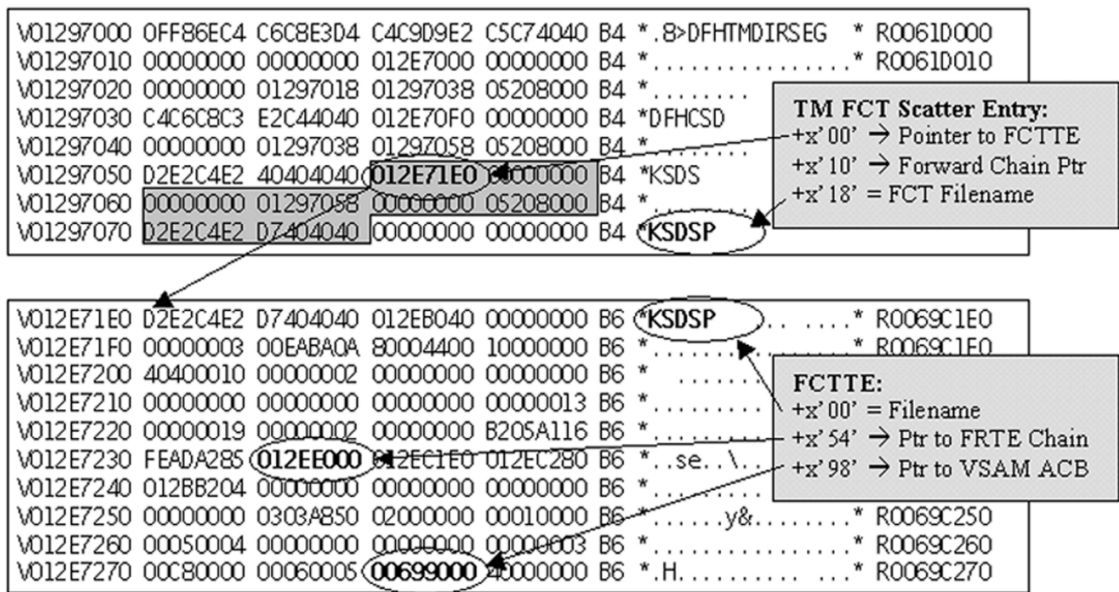 V01297000 0FF86EC4 C6C8E3D4 C4C9D9E2 C5C74040 B4 *.8>DFHTMDIRSEG * R0061D000
V01297010 00000000 00000000 012E7000 00000000 B4 *................* R0061D010
V01297020 00000000 01297018 01297038 05208000 B4 *........
V01297030 C4C6C8C3 E2C44040 012E70F0 00000000 B4 *DFHCSD
V01297040 00000000 01297038 01297058 05208000 B4 *........
V01297050 D2E2C4E2 40404040 012E71E0 00000000 B4 *KSDS
V01297060 00000000 01297058 00000000 05208000 B4 *........
V01297070 D2E2C4E2 D7404040 00000000 00000000 B4 *KSDSP
TM FCT Scatter Entry:
+x'00' → Pointer to FCTTE
+x'10' → Forward Chain Ptr
+x'18' = FCT Filename
V012E71E0 D2E2C4E2 D7404040 012EB040 00000000 B6 *KSDSP .. ....* R0069C1E0
V012E71F0 00000003 00EABA0A 80004400 10000000 B6 *................* R0069C1F0
V012E7200 40400010 00000002 00000000 00000000 B6 * ......
V012E7210 00000000 00000000 00000000 00000013 B6 *........
V012E7220 00000019 00000002 00000000 B205A116 B6 *........
V012E7230 FEADA285 012EE000 012EC1E0 012EC280 B6 *..se..\.
V012E7240 012BB204 00000000 00000000 00000000 B6 *........
V012E7250 00000000 0303A850 02000000 00010000 B6 *......y&........* R0069C250
V012E7260 00050004 00000000 00000000 00000003 B6 *................* R0069C260
V012E7270 00C80000 00060005 00699000 40000000 B6 *.H.......... ...* R0069C270
FCTTE:
+x'00' = Filename
+x'54' → Ptr to FRTE Chain
+x'98' → Ptr to VSAM ACB